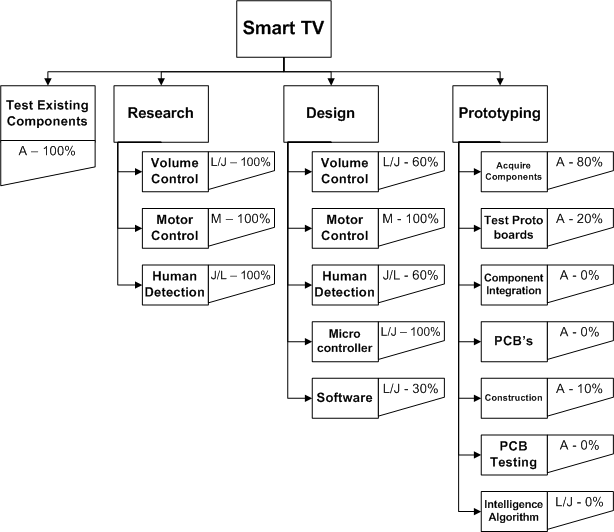 Smart TV
Test Existing
Components
A – 100%
Research
Volume
Control
L/J – 100%
Motor
Control
M – 100%
Human
Detection
J/L – 100%
Design
Volume
Control
L/J - 60%
Motor
Control
M - 100%
Human
Detection
J/L - 60%
Micro
controller
L/J – 100%
Software
L/J - 30%
Prototyping
Acquire
Components
A - 80%
Test Proto
boards
A - 20%
Component
Integration
A - 0%
PCB's
A - 0%
Construction
A - 10%
PCB
Testing
A - 0%
Intelligence
Algorithm
L/J - 0%